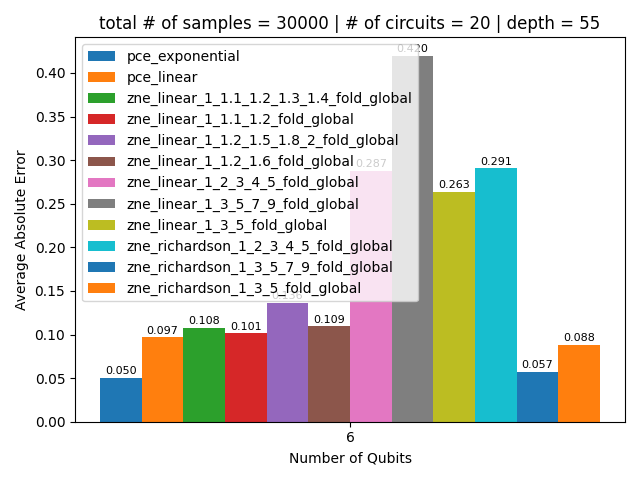 total # of samples = 30000 | # of circuits = 20 | depth = 55
pce_exponential
pce_linear
zne_linear_1_1.1_1.2_1.3_1.4_fold_global
zne_linear_1_1.1_1.2_fold_global
zne_linear_1_1.2_1.5_1.8_2_fold_global
zne_linear_1_1.2_1.6_fold_global
zne_linear_1_2_3_4_5_fold_global
zne_linear_1_3_5_7_9_fold_global
zne_linear_1_3_5_fold_global
zne_richardson_1_2_3_4_5_fold_global
zne_richardson_1_3_5_7_9_fold_global
zne_richardson_1_3_5_fold_global
Average Absolute Error
0.40
0.35
0.30
0.25
0.20
0.15
0.10
0.05
0.00
0.050
0.097
0.108
0.101
0.136
0.109
0.287
0.420
0.263
0.291
0.057
0.088
6
Number of Qubits